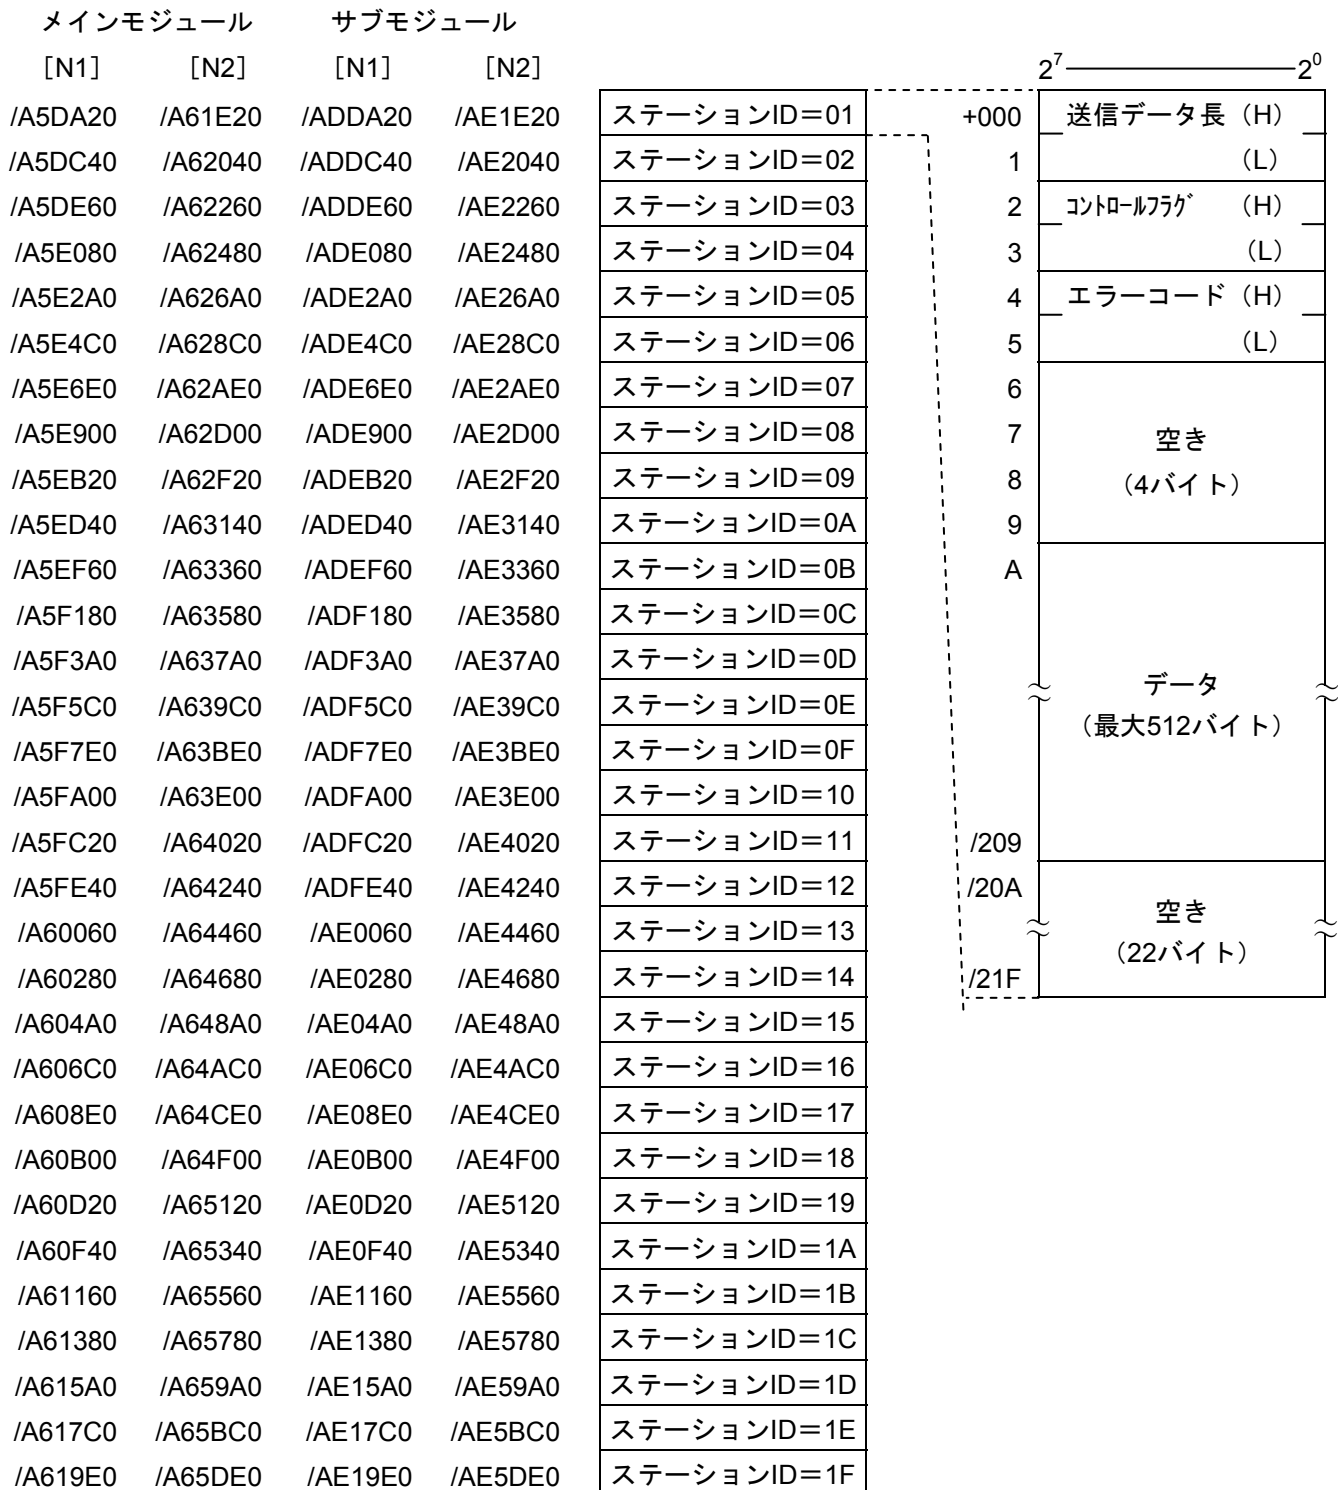 メインモジュール サブモジュール
[N1] [N2] [N1] [N2] 2⁷ 2⁰
/A5DA20 /A61E20 /ADDA20 /AE1E20 ステーションID＝01 +000 送信データ長（H）
/A5DC40 /A62040 /ADDC40 /AE2040 ステーションID＝02 1 （L）
/A5DE60 /A62260 /ADDE60 /AE2260 ステーションID＝03 2 ｺﾝﾄﾛｰﾙﾌﾗｸﾞ （H）
/A5E080 /A62480 /ADE080 /AE2480 ステーションID＝04 3 （L）
/A5E2A0 /A626A0 /ADE2A0 /AE26A0 ステーションID＝05 4 エラーコード（H）
/A5E4C0 /A628C0 /ADE4C0 /AE28C0 ステーションID＝06 5 （L）
/A5E6E0 /A62AE0 /ADE6E0 /AE2AE0 ステーションID＝07 6
/A5E900 /A62D00 /ADE900 /AE2D00 ステーションID＝08 7 空き
/A5EB20 /A62F20 /ADEB20 /AE2F20 ステーションID＝09 8 （4バイト）
/A5ED40 /A63140 /ADED40 /AE3140 ステーションID＝0A 9
/A5EF60 /A63360 /ADEF60 /AE3360 ステーションID＝0B A
/A5F180 /A63580 /ADF180 /AE3580 ステーションID＝0C
/A5F3A0 /A637A0 /ADF3A0 /AE37A0 ステーションID＝0D データ
/A5F5C0 /A639C0 /ADF5C0 /AE39C0 ステーションID＝0E （最大512バイト）
/A5F7E0 /A63BE0 /ADF7E0 /AE3BE0 ステーションID＝0F
/A5FA00 /A63E00 /ADFA00 /AE3E00 ステーションID＝10
/A5FC20 /A64020 /ADFC20 /AE4020 ステーションID＝11 /209
/A5FE40 /A64240 /ADFE40 /AE4240 ステーションID＝12 /20A 空き
/A60060 /A64460 /AE0060 /AE4460 ステーションID＝13 （22バイト）
/A60280 /A64680 /AE0280 /AE4680 ステーションID＝14 /21F
/A604A0 /A648A0 /AE04A0 /AE48A0 ステーションID＝15
/A606C0 /A64AC0 /AE06C0 /AE4AC0 ステーションID＝16
/A608E0 /A64CE0 /AE08E0 /AE4CE0 ステーションID＝17
/A60B00 /A64F00 /AE0B00 /AE4F00 ステーションID＝18
/A60D20 /A65120 /AE0D20 /AE5120 ステーションID＝19
/A60F40 /A65340 /AE0F40 /AE5340 ステーションID＝1A
/A61160 /A65560 /AE1160 /AE5560 ステーションID＝1B
/A61380 /A65780 /AE1380 /AE5780 ステーションID＝1C
/A615A0 /A659A0 /AE15A0 /AE59A0 ステーションID＝1D
/A617C0 /A65BC0 /AE17C0 /AE5BC0 ステーションID＝1E
/A619E0 /A65DE0 /AE19E0 /AE5DE0 ステーションID＝1F